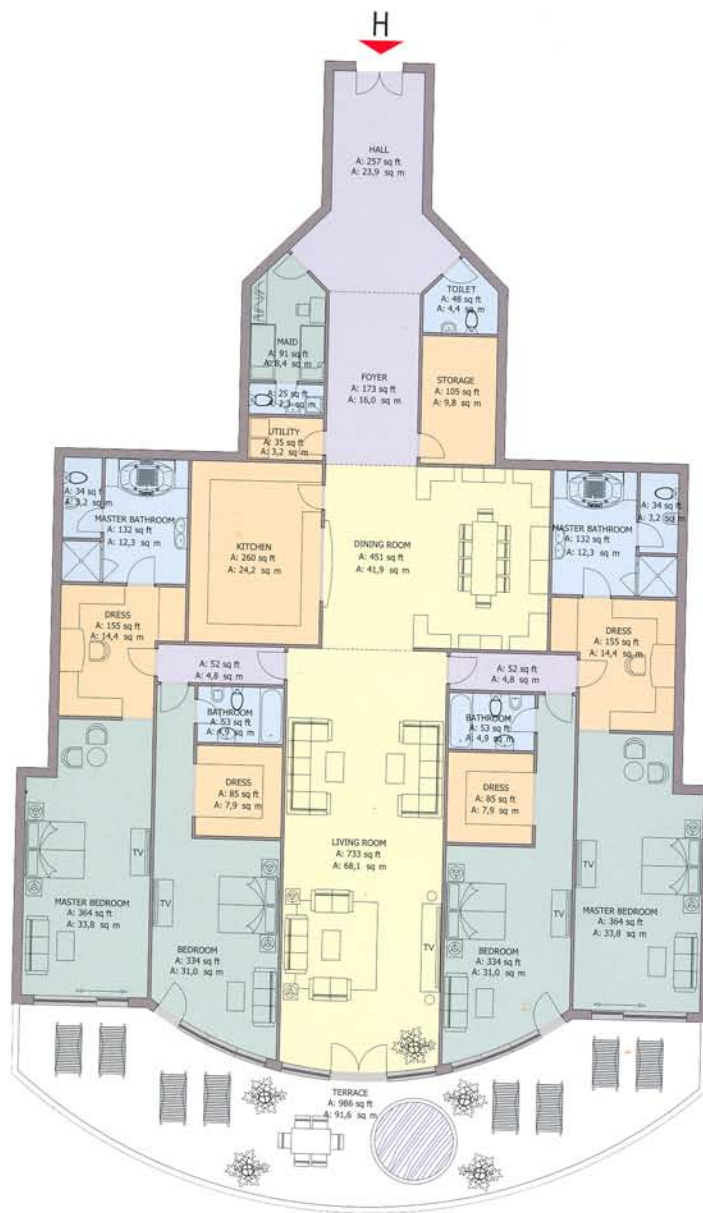 H
HALL
A: 257 sq ft
A: 23,9 sq m
TOILET
A: 48 sq ft
A: 4,4 sq m
MAID
A: 91 sq ft
A: 8,4 sq m
FOYER
A: 173 sq ft
A: 16,0 sq m
STORAGE
A: 105 sq ft
A: 9,8 sq m
A: 25 sq ft
A: 2,3 sq m
UTILITY
A: 35 sq ft
A: 3,2 sq m
A: 34 sq ft
A: 3,2 sq m
MASTER BATHROOM
A: 132 sq ft
A: 12,3 sq m
KITCHEN
A: 260 sq ft
A: 24,2 sq m
DINING ROOM
A: 451 sq ft
A: 41,9 sq m
MASTER BATHROOM
A: 132 sq ft
A: 12,3 sq m
A: 34 sq ft
A: 3,2 sq m
DRESS
A: 155 sq ft
A: 14,4 sq m
DRESS
A: 155 sq ft
A: 14,4 sq m
A: 52 sq ft
A: 4,8 sq m
A: 52 sq ft
A: 4,8 sq m
BATHROOM
A: 53 sq ft
A: 4,9 sq m
BATHROOM
A: 53 sq ft
A: 4,9 sq m
DRESS
A: 85 sq ft
A: 7,9 sq m
DRESS
A: 85 sq ft
A: 7,9 sq m
LIVING ROOM
A: 733 sq ft
A: 68,1 sq m
TV
TV
TV
TV
MASTER BEDROOM
A: 364 sq ft
A: 33,8 sq m
MASTER BEDROOM
A: 364 sq ft
A: 33,8 sq m
BEDROOM
A: 334 sq ft
A: 31,0 sq m
TV
BEDROOM
A: 334 sq ft
A: 31,0 sq m
TERRACE
A: 986 sq ft
A: 91,6 sq m